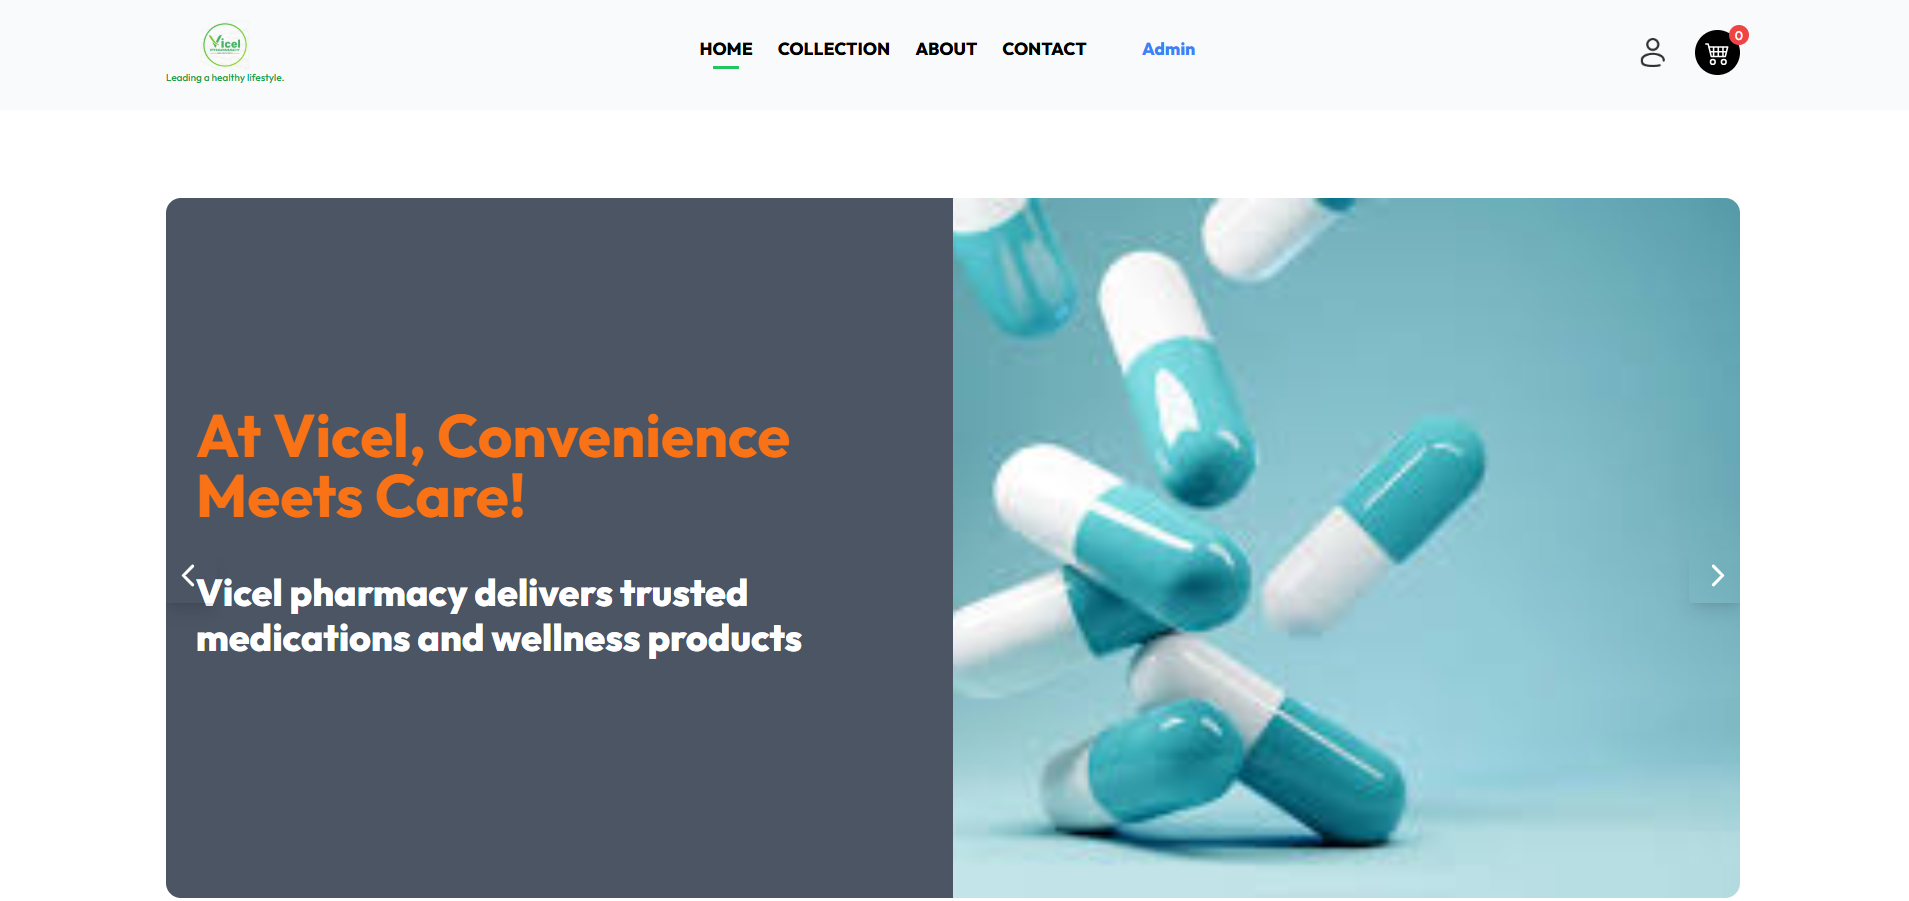 Vicel
Leading a healthy lifestyle.
HOME
COLLECTION
ABOUT
CONTACT
Admin
0
At Vicel, Convenience
Meets Care!
Vicel pharmacy delivers trusted
medications and wellness products